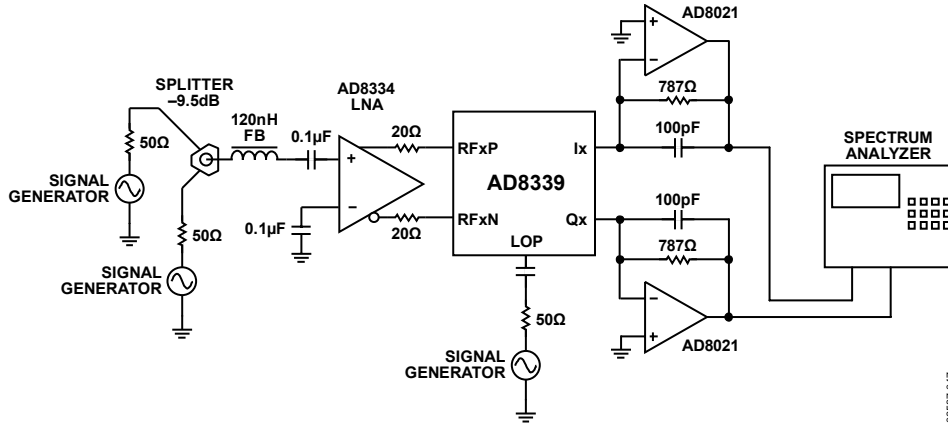 AD8021
SPLITTER
–9.5dB
AD8334
LNA
787Ω
120nH
FB
0.1µF
20Ω
100pF
SPECTRUM
ANALYZER
50Ω
RFxP
Ix
+
–
+
–
SIGNAL
GENERATOR
AD8339
100pF
50Ω
0.1µF
20Ω
RFxN
Qx
LOP
787Ω
SIGNAL
GENERATOR
50Ω
–
+
AD8021
SIGNAL
GENERATOR